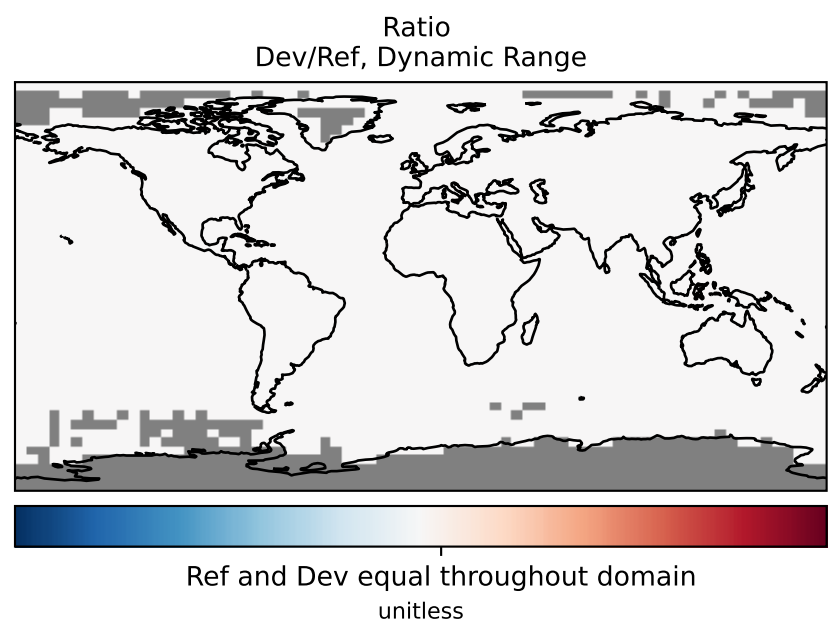 Ratio
Dev/Ref, Dynamic Range
Ref and Dev equal throughout domain
unitless